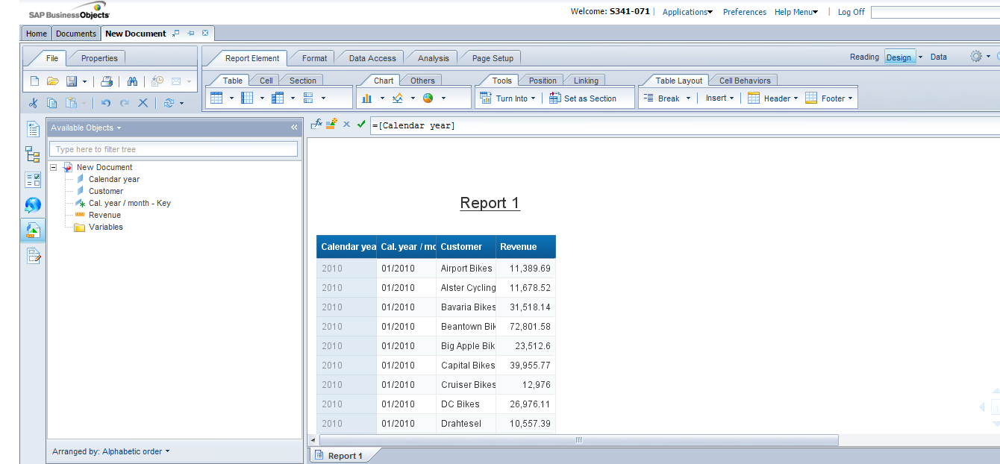 SAP BusinessObjects
Welcome: S341-071 | Applications Preferences Help Menu | Log Off
Home Documents New Document
File Properties Report Element Format Data Access Analysis Page Setup Reading Design Data
Table Cell Section Chart Others Tools Position Linking Table Layout Cell Behaviors
Turn Into Set as Section Break Insert Header Footer
Available Objects
=[Calendar year]
Type here to filter tree
New Document
Calendar year
Customer
Cal. year / month - Key
Revenue
Variables
Report 1
Calendar yea Cal. year / mo Customer Revenue
2010 01/2010 Airport Bikes 11,389.69
2010 01/2010 Alster Cycling 11,678.52
2010 01/2010 Bavaria Bikes 31,518.14
2010 01/2010 Beantown Bik 72,801.58
2010 01/2010 Big Apple Bik 23,512.6
2010 01/2010 Capital Bikes 39,955.77
2010 01/2010 Cruiser Bikes 12,976
2010 01/2010 DC Bikes 26,976.11
2010 01/2010 Drahtesel 10,557.39
Arranged by: Alphabetic order
Report 1